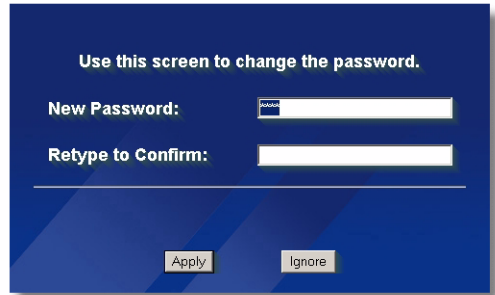 Use this screen to change the password.
New Password: ****
Retype to Confirm:
Apply Ignore